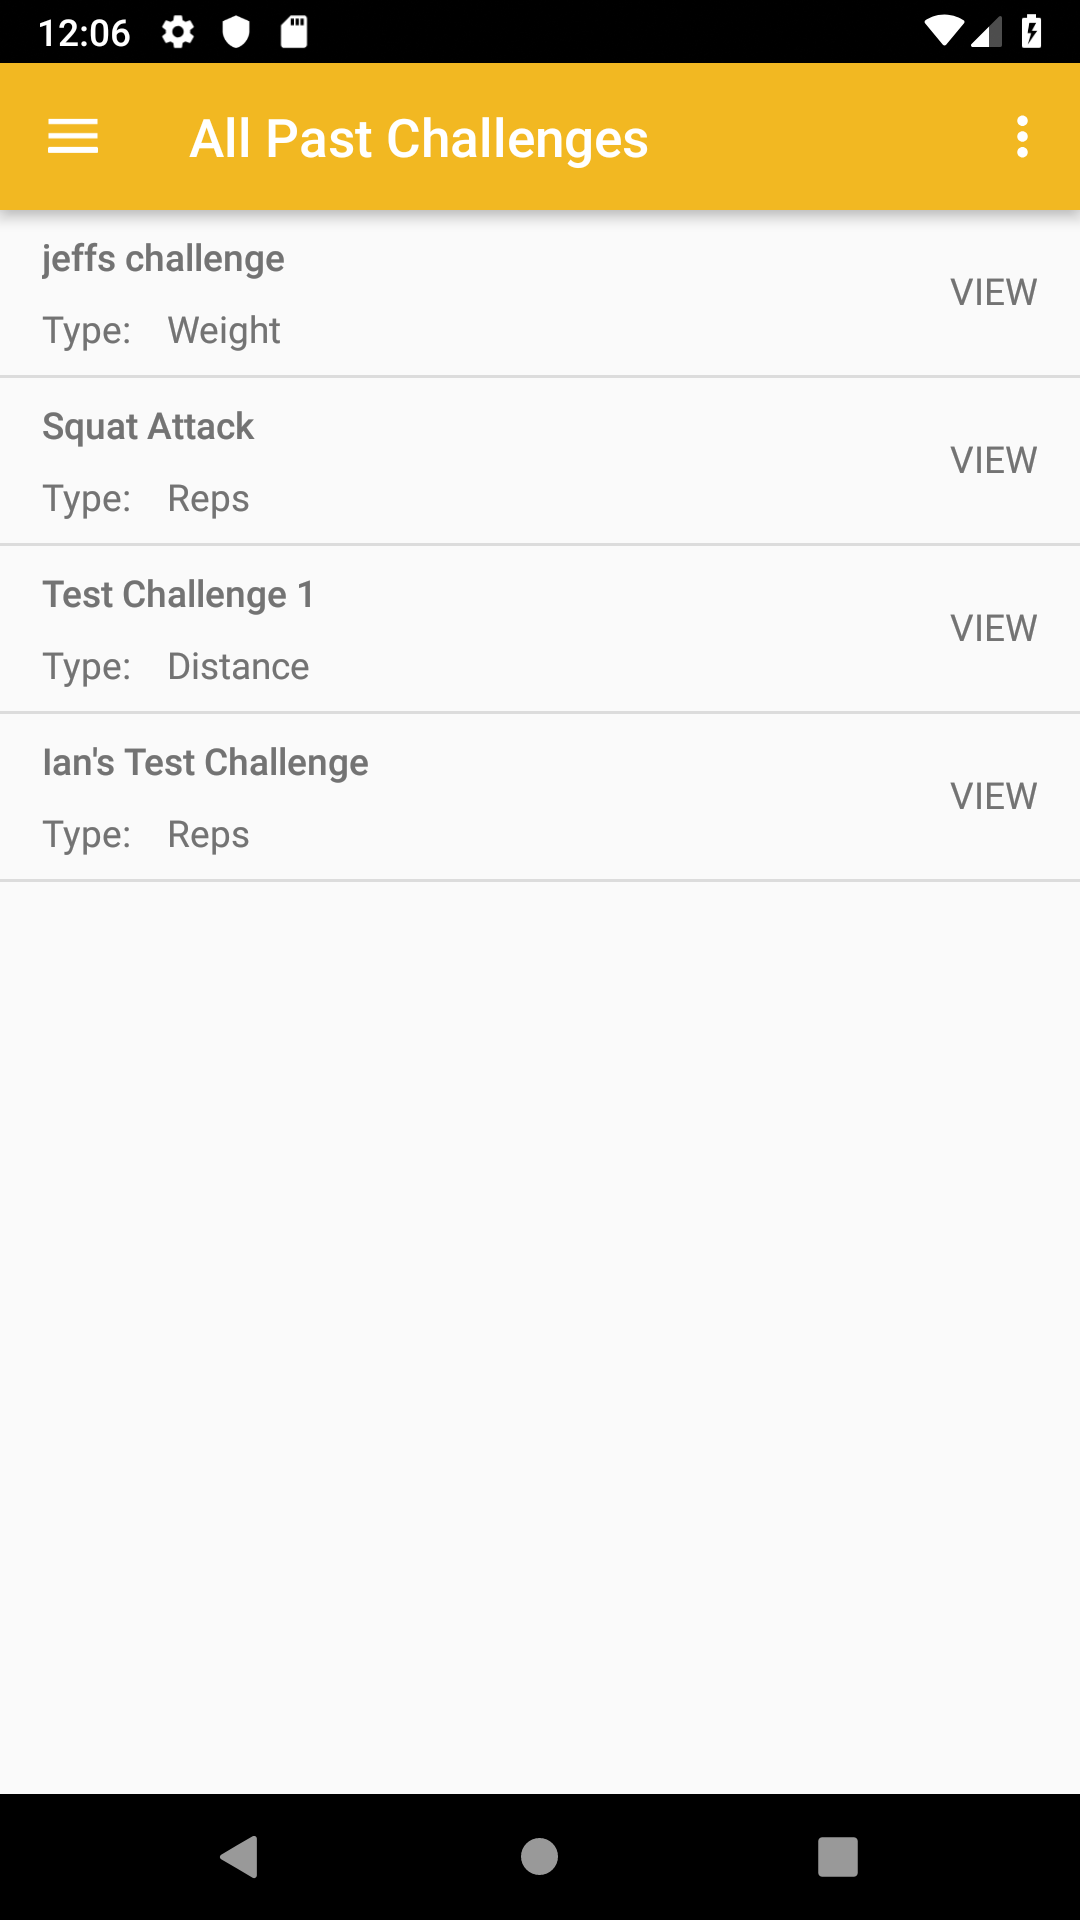 12:06
All Past Challenges
jeffs challenge
VIEW
Type: Weight
Squat Attack
VIEW
Type: Reps
Test Challenge 1
VIEW
Type: Distance
Ian's Test Challenge
VIEW
Type: Reps